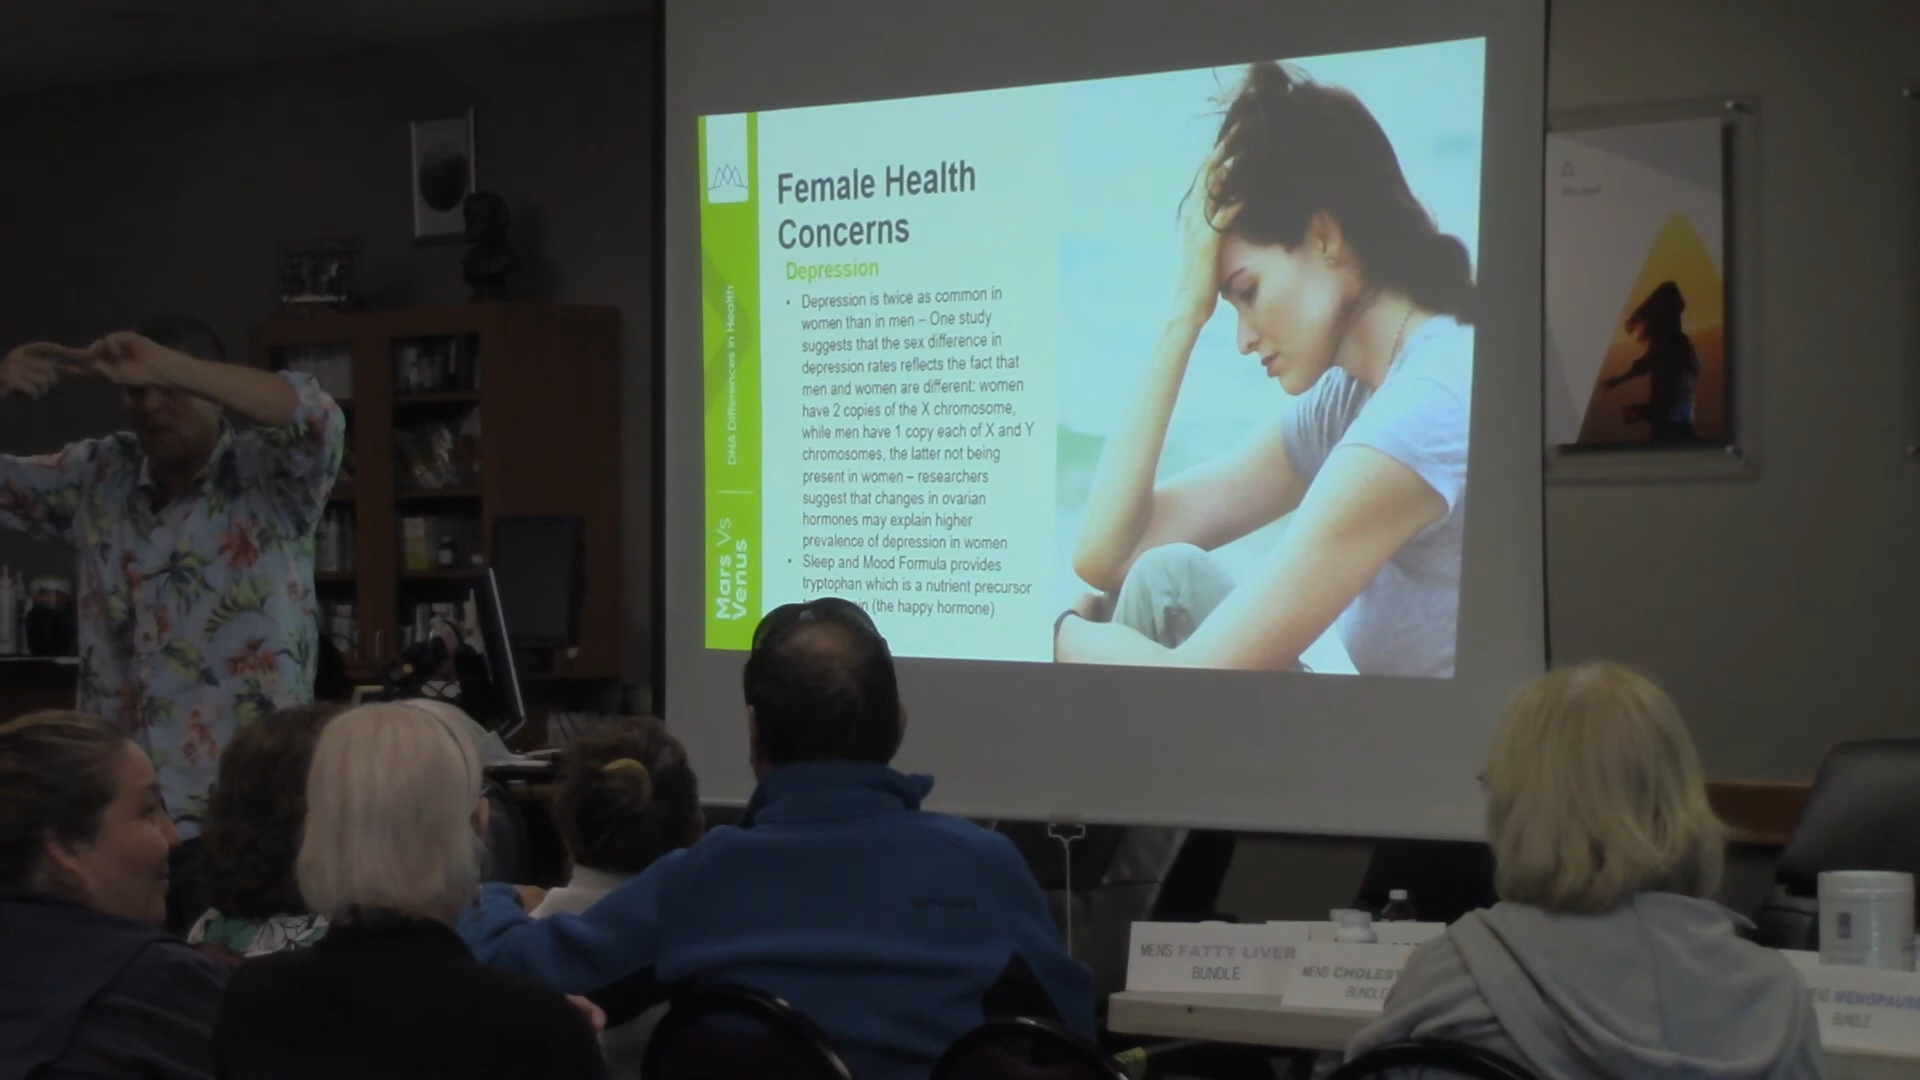 Female Health
Concerns
Depression
• Depression is twice as common in
women than in men – One study
suggests that the sex difference in
depression rates reflects the fact that
men and women are different: women
have 2 copies of the X chromosome,
while men have 1 copy each of X and Y
chromosomes, the latter not being
present in women – researchers
suggest that changes in ovarian
hormones may explain higher
prevalence of depression in women
• Sleep and Mood Formula provides
tryptophan which is a nutrient precursor
(the happy hormone)
Mars Vs
Venus
DNA Differences in Health
MENS FATTY LIVER
BUNDLE
MENS CHOLEST
BUNDLE
MENOPAUSE
BUNDLE